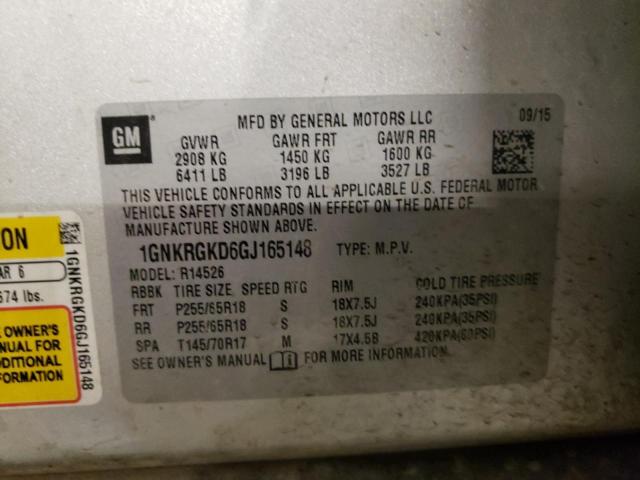 GM
MFD BY GENERAL MOTORS LLC 09/15
GVWR GAWR FRT GAWR RR
2908 KG 1450 KG 1600 KG
6411 LB 3196 LB 3527 LB
THIS VEHICLE CONFORMS TO ALL APPLICABLE U.S. FEDERAL MOTOR
VEHICLE SAFETY STANDARDS IN EFFECT ON THE DATE OF
MANUFACTURE SHOWN ABOVE.
1GNKRGKD6GJ165148 TYPE: M.P.V.
MODEL: R14526
RBBK TIRE SIZE SPEED RTG RIM COLD TIRE PRESSURE
FRT P255/65R18 S 18X7.5J 240KPA(35PSI)
RR P255/65R18 S 18X7.5J 240KPA(35PSI)
SPA T145/70R17 M 17X4.5B 420KPA(60PSI)
SEE OWNER'S MANUAL i FOR MORE INFORMATION.
ON
AR 6
674 lbs.
OWNER'S
NUAL FOR
DDITIONAL
FORMATION
1GNKRGKD6GJ165148